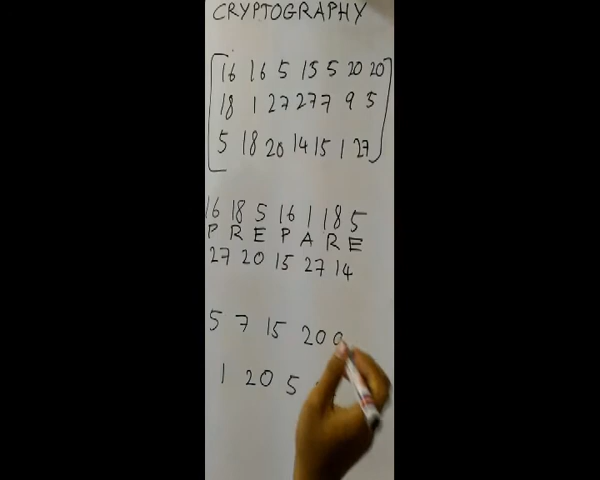 CRYPTOGRAPHY
16 16 5 15 5 20 20
18 1 27 27 7 9 5
5 18 20 14 15 1 27
16 18 5 16 1 18 5
P R E P A R E
27 20 15 27 14
5 7 15 20 9
1 20 5